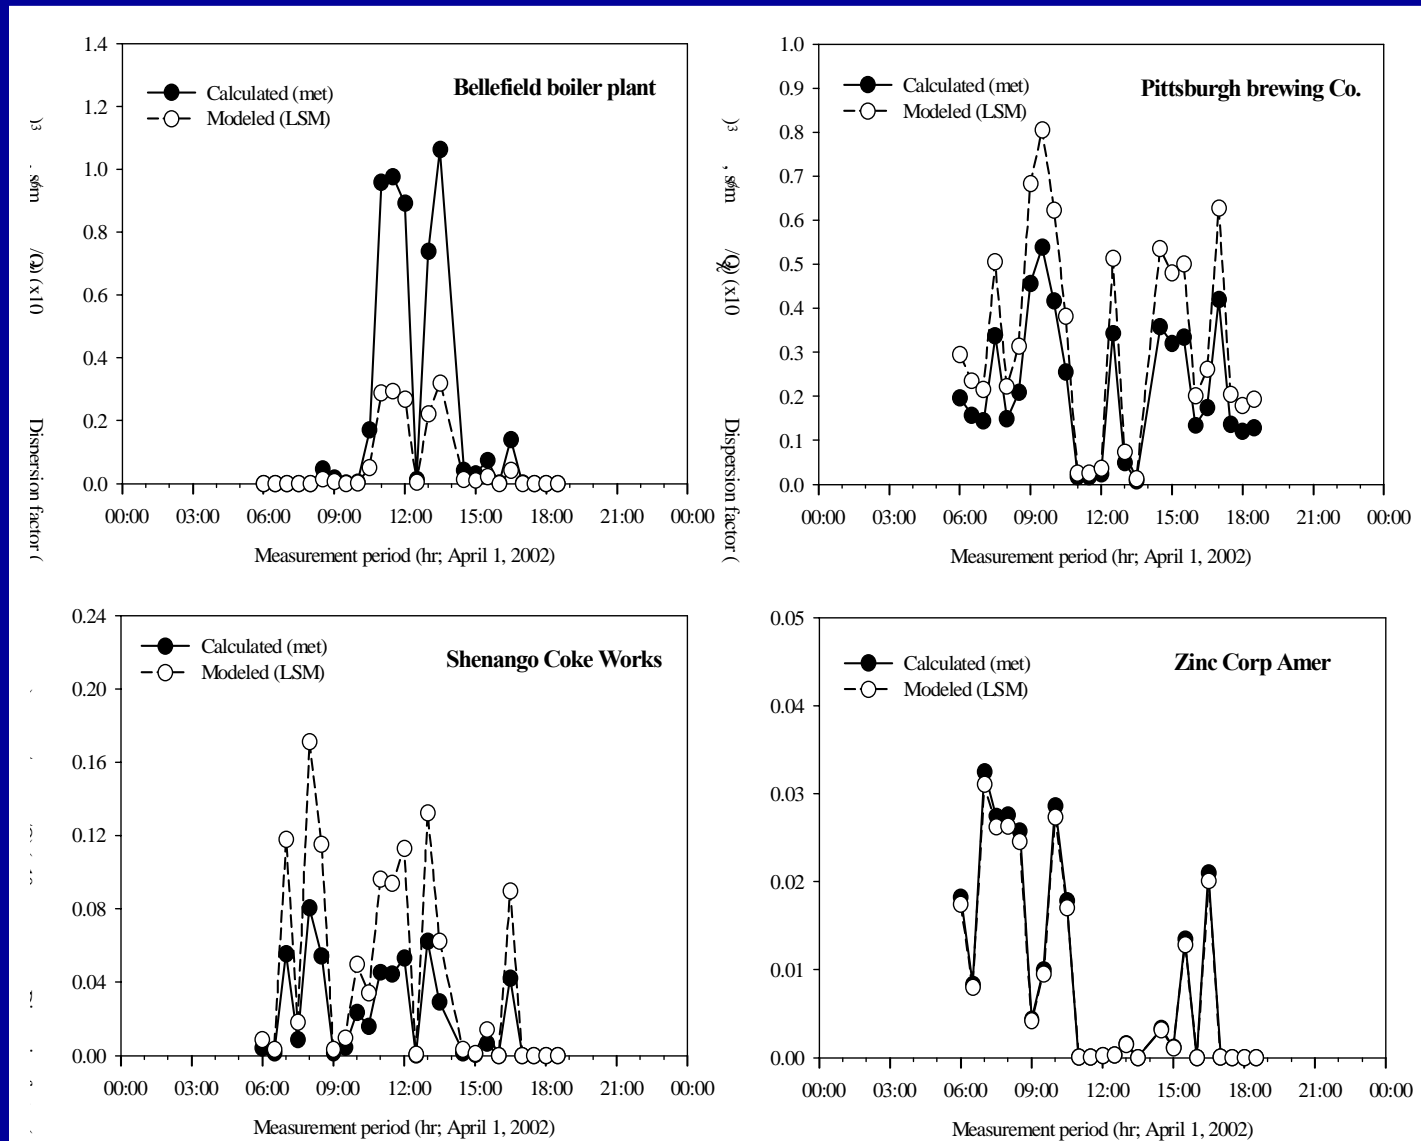 1.4
1.2
1.0
0.8
0.6
0.4
0.2
0.0
Calculated (met)
Modeled (LSM)
Bellefield boiler plant
00:00 03:00 06:00 09:00 12:00 15:00 18:00 21:00 00:00
Measurement period (hr; April 1, 2002)
Dispersion factor (
/Q) (x10
s/m
)3
1.0
0.9
0.8
0.7
0.6
0.5
0.4
0.3
0.2
0.1
0.0
Calculated (met)
Modeled (LSM)
Pittsburgh brewing Co.
00:00 03:00 06:00 09:00 12:00 15:00 18:00 21:00 00:00
Measurement period (hr; April 1, 2002)
Dispersion factor (
/Q) (x10
, s/m
)3
0.24
0.20
0.16
0.12
0.08
0.04
0.00
Calculated (met)
Modeled (LSM)
Shenango Coke Works
00:00 03:00 06:00 09:00 12:00 15:00 18:00 21:00 00:00
Measurement period (hr; April 1, 2002)
0.05
0.04
0.03
0.02
0.01
0.00
Calculated (met)
Modeled (LSM)
Zinc Corp Amer
00:00 03:00 06:00 09:00 12:00 15:00 18:00 21:00 00:00
Measurement period (hr; April 1, 2002)